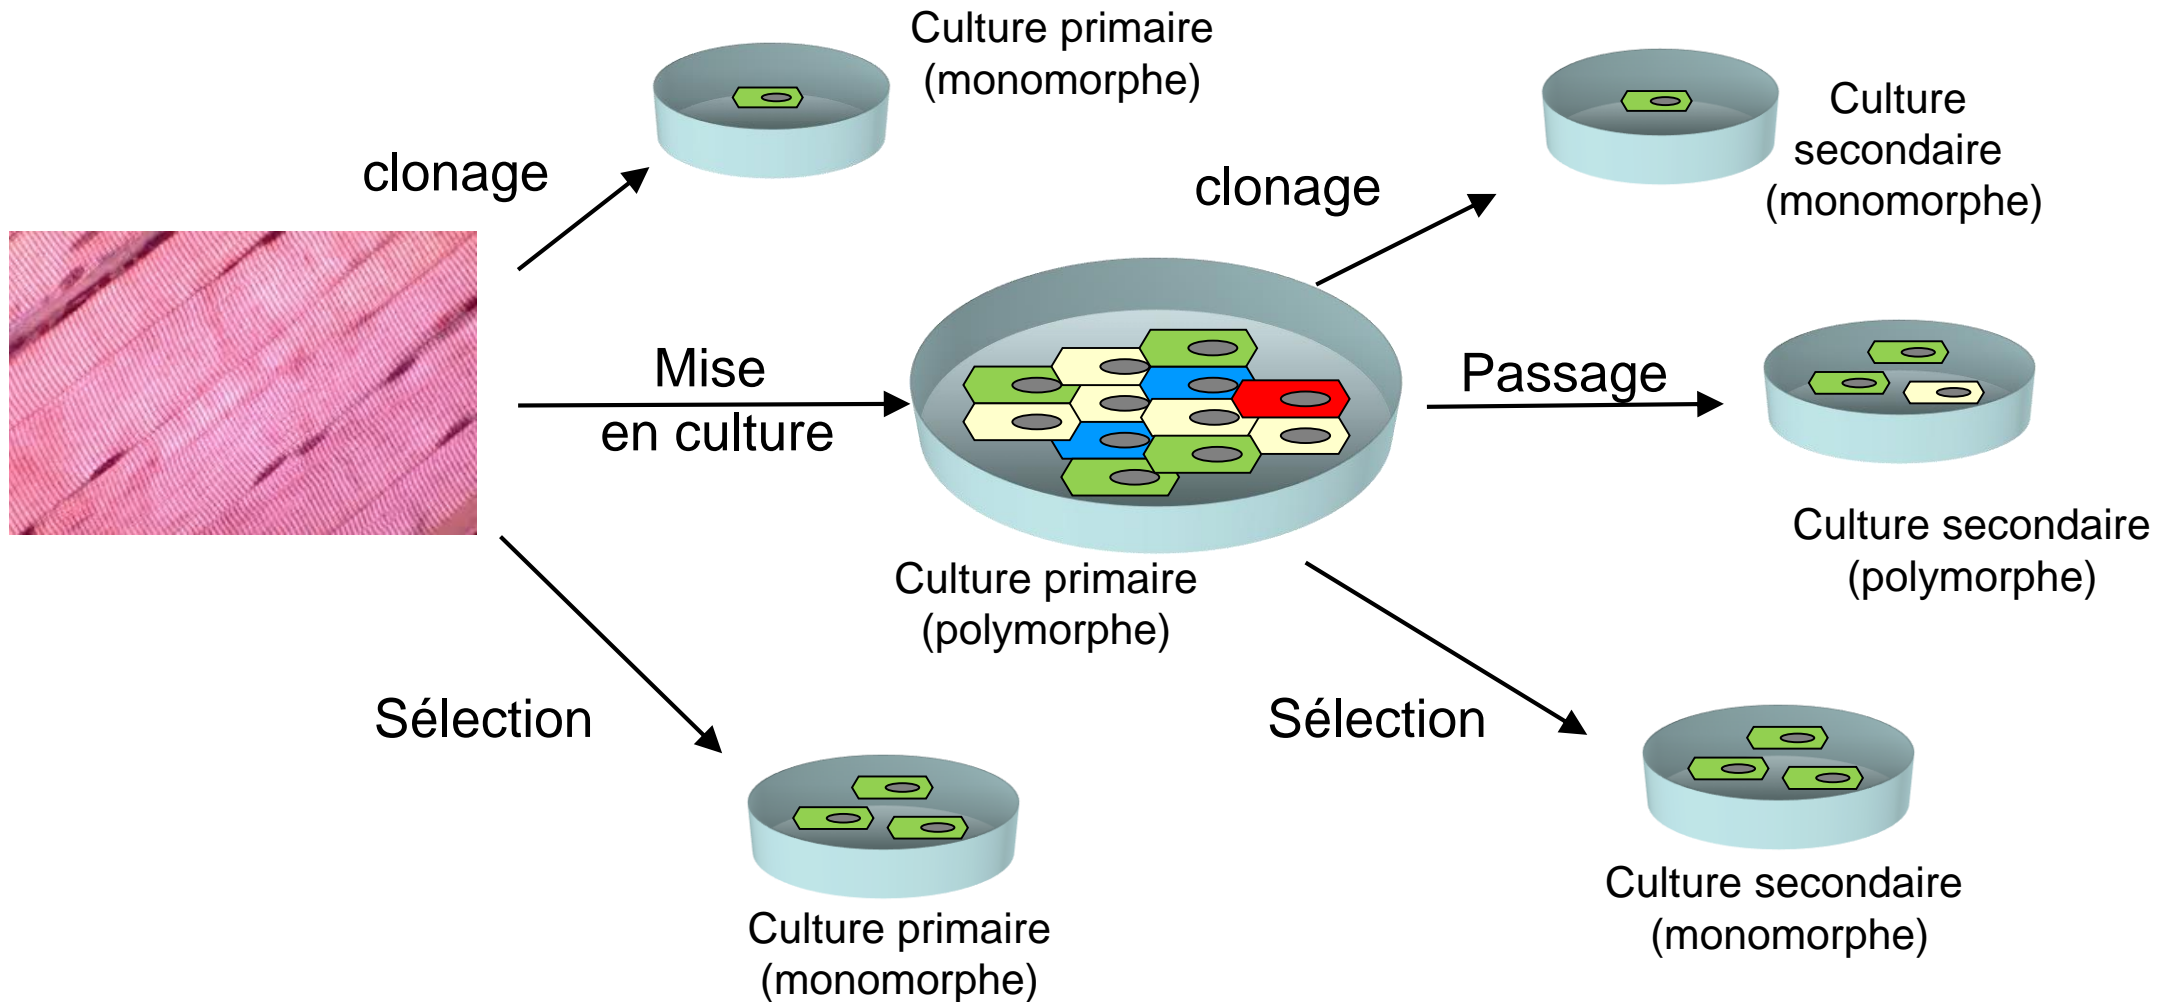 Culture primaire
(monomorphe)
clonage
Culture
secondaire
(monomorphe)
clonage
Mise
en culture
Passage
Culture primaire
(polymorphe)
Culture secondaire
(polymorphe)
Sélection
Sélection
Culture primaire
(monomorphe)
Culture secondaire
(monomorphe)